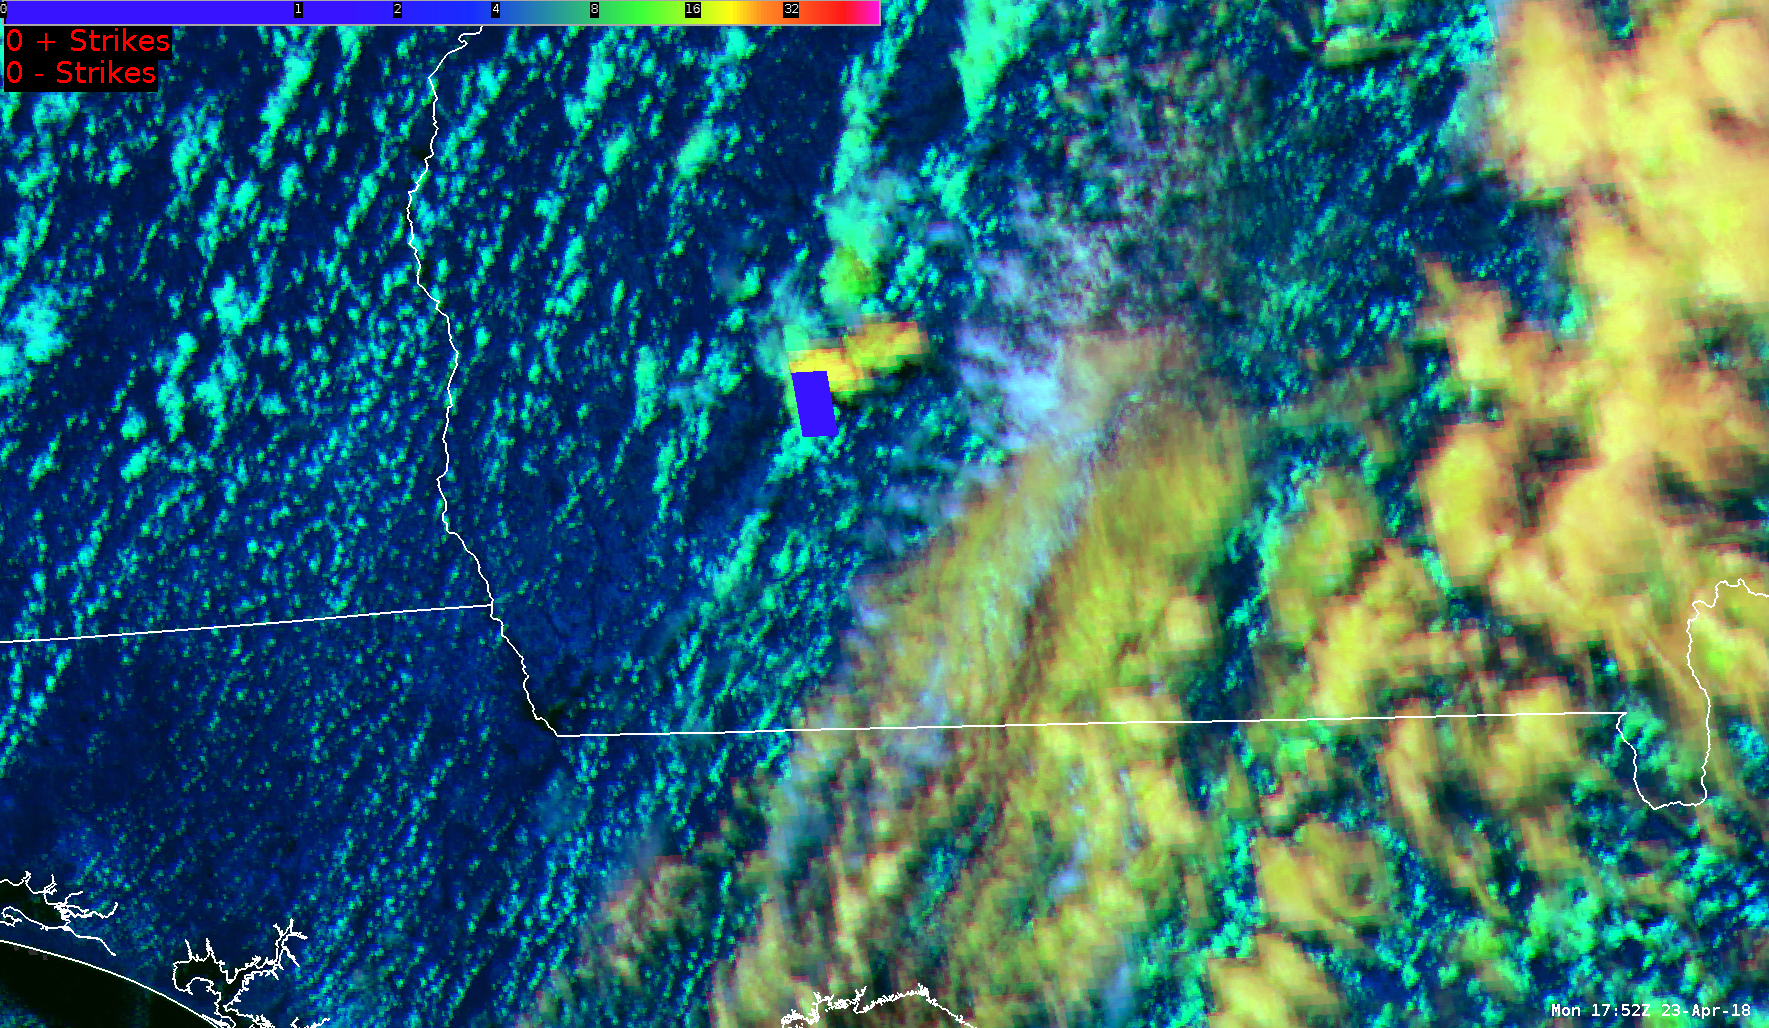 0 1 2 4 8 16 32
0 + Strikes
0 - Strikes
Mon 17:52Z 23-Apr-18